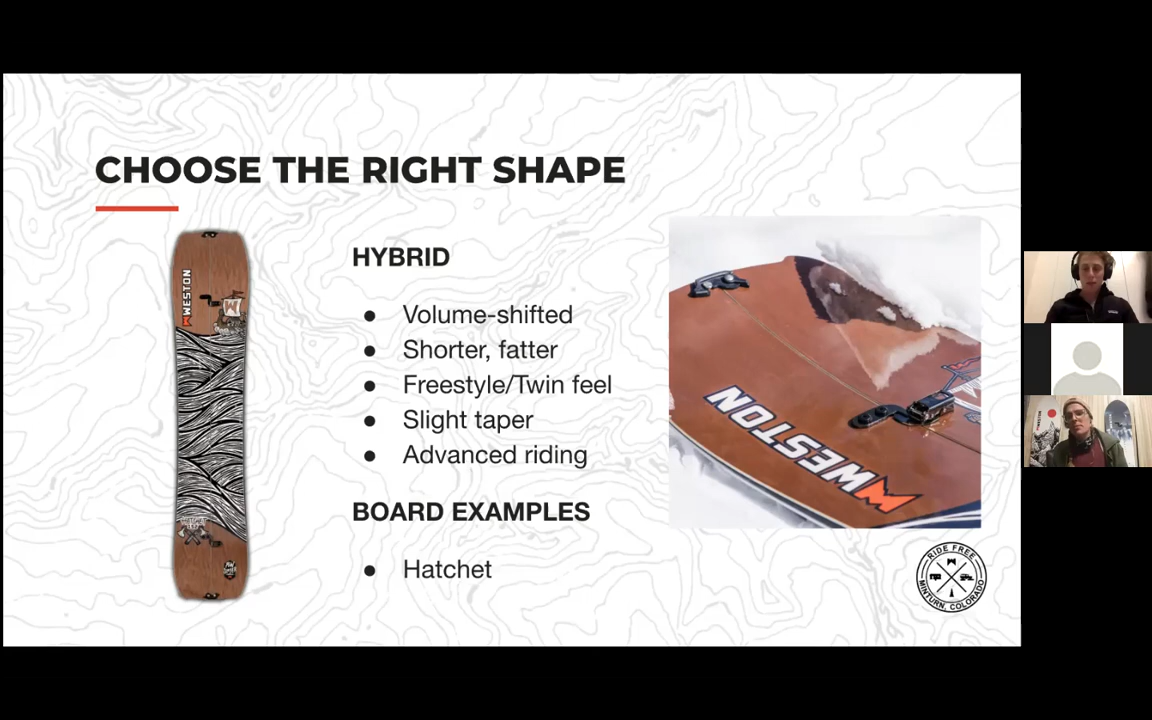 CHOOSE THE RIGHT SHAPE
WESTON
HYBRID
● Volume-shifted
● Shorter, fatter
● Freestyle/Twin feel
● Slight taper
● Advanced riding
BOARD EXAMPLES
● Hatchet
WESTON
RIDE FREE
MINTURN, COLORADO